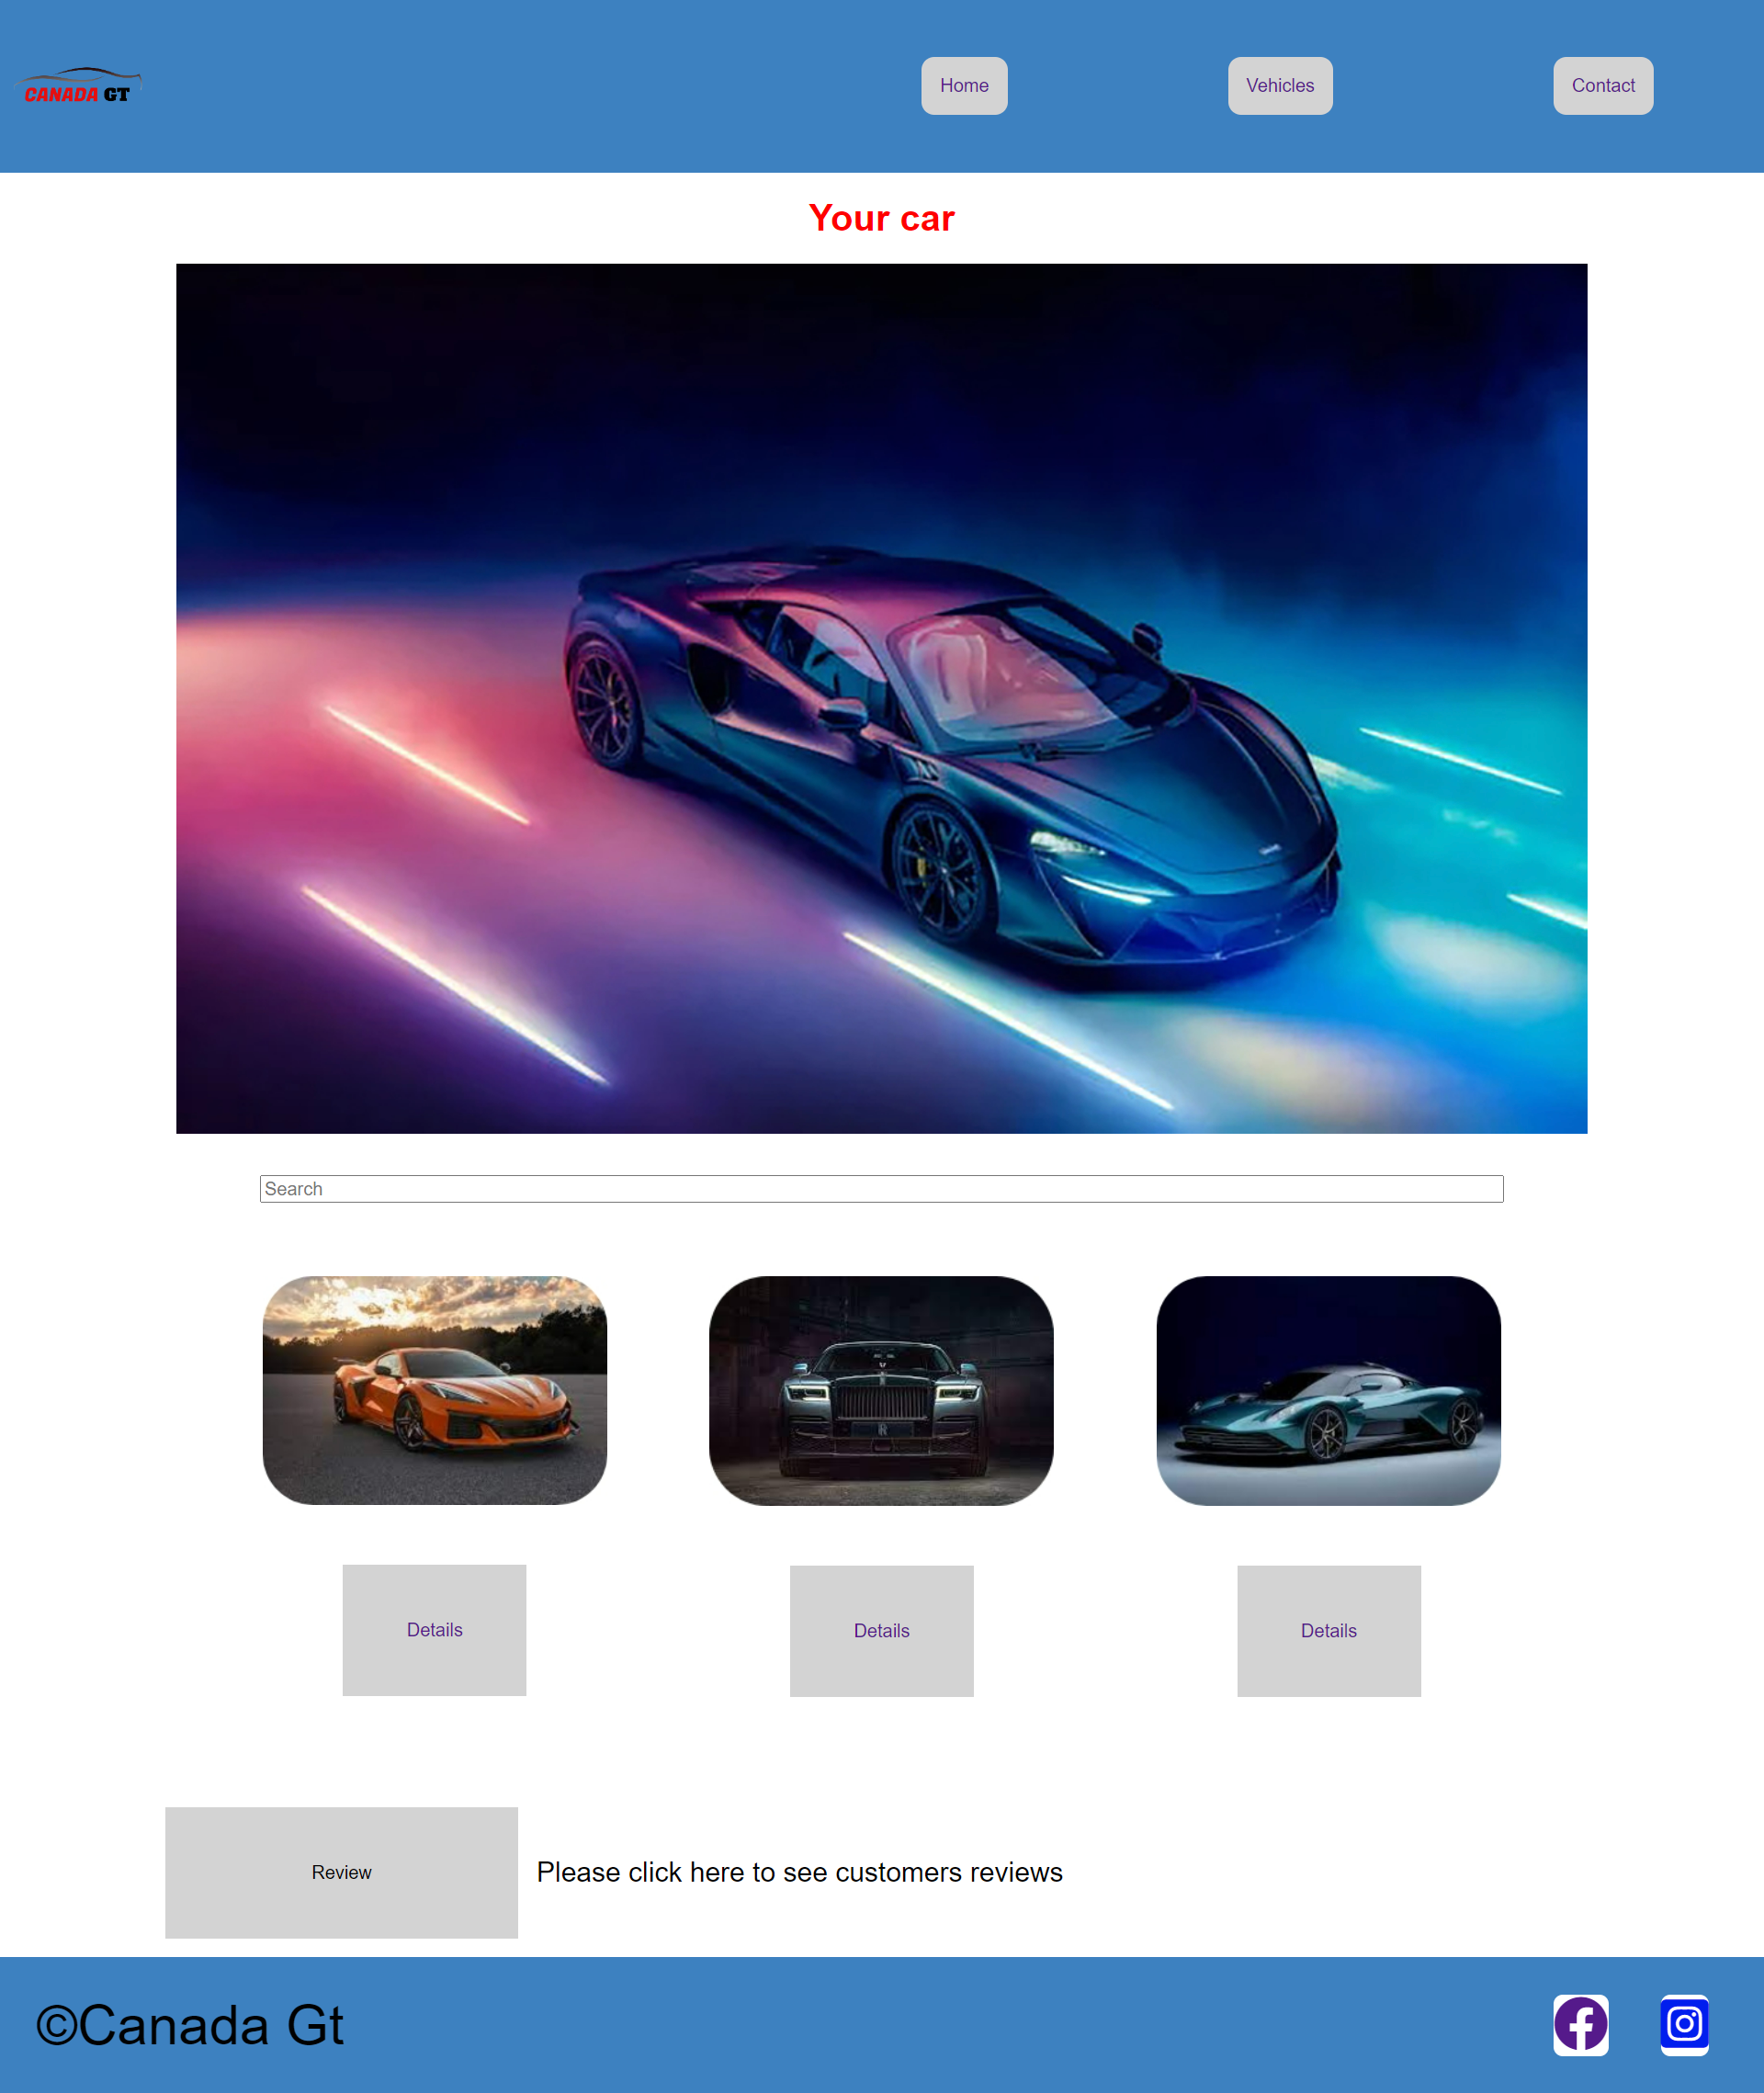 CANADA GT
Home
Vehicles
Contact
Your car
Search
Details
Details
Details
Review
Please click here to see customers reviews
©Canada Gt